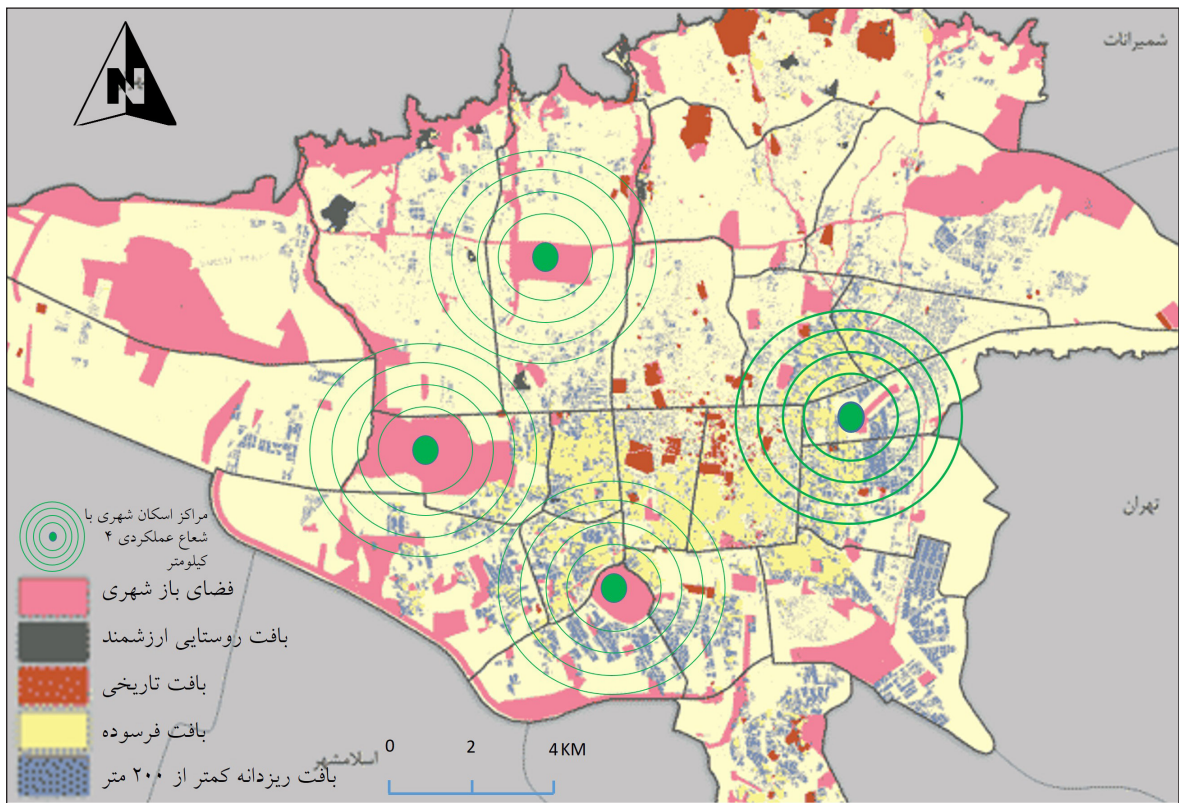 شمیرانات
N
تهران
مراکز اسکان شهری با
شعاع عملکردی ۴
کیلومتر
فضای باز شهری
بافت روستایی ارزشمند
بافت تاریخی
بافت فرسوده
بافت ریزدانه کمتر از ۲۰۰ متر
اسلامشهر
0 2 4 KM